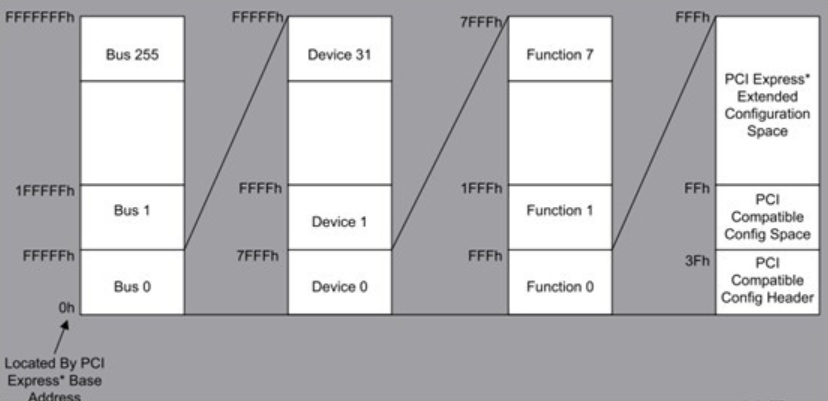 FFFFFFFh
Bus 255
1FFFFFh
Bus 1
FFFFFh
Bus 0
0h
Located By PCI
Express* Base
Address
FFFFFh
Device 31
FFFFh
Device 1
7FFFh
Device 0
7FFFh
Function 7
1FFFh
Function 1
FFFh
Function 0
FFFh
PCI Express*
Extended
Configuration
Space
FFh
PCI
Compatible
Config Space
3Fh
PCI
Compatible
Config Header